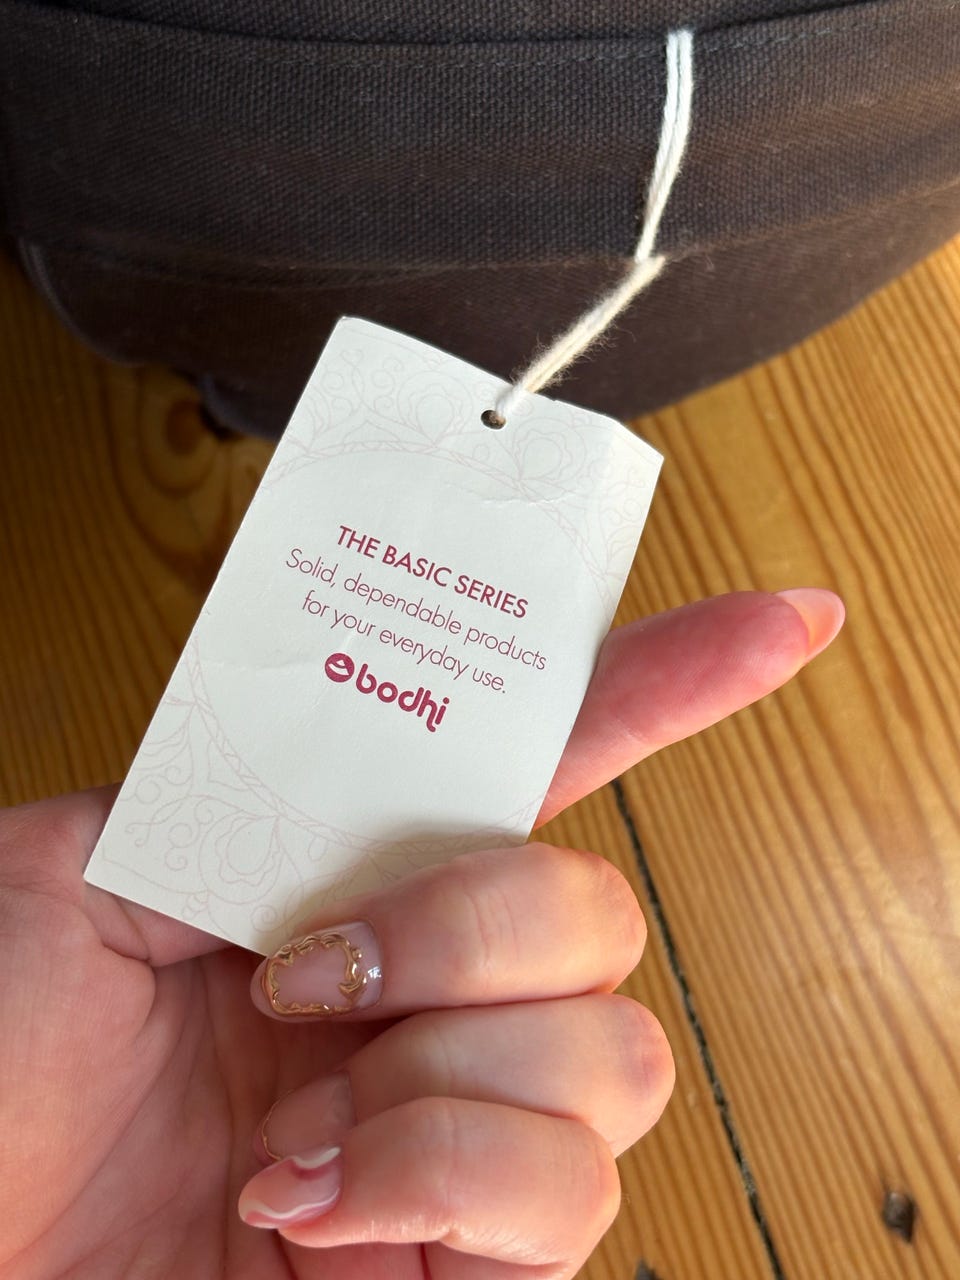 THE BASIC SERIES
Solid, dependable products
for your everyday use.
bodhi